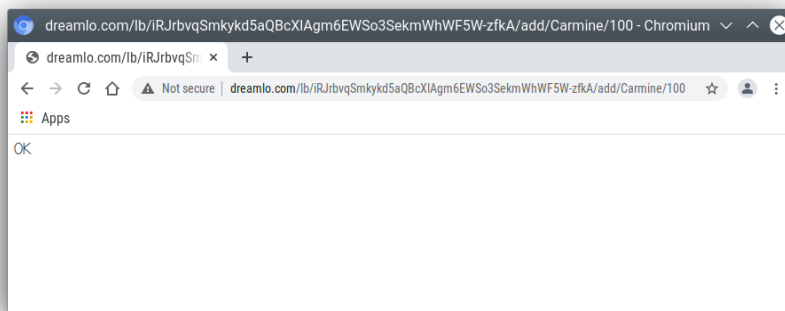 dreamlo.com/lb/iRJrbvqSmkykd5aQBcXIAgm6EWSo3SekmWhWF5W-zfkA/add/Carmine/100 - Chromium
dreamlo.com/lb/iRJrbvqSm
Not secure | dreamlo.com/lb/iRJrbvqSmkykd5aQBcXIAgm6EWSo3SekmWhWF5W-zfkA/add/Carmine/100
Apps
OK